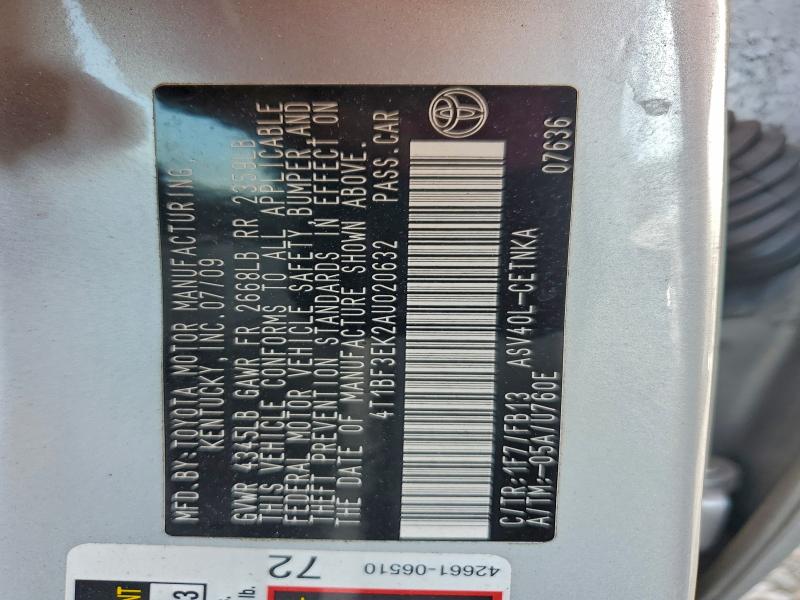 MFD.BY:TOYOTA MOTOR MANUFACTURING,
KENTUCKY, INC.07/09
GVWR 4345LB GAWR FR 2668LB RR 2359LB
THIS VEHICLE CONFORMS TO ALL APPLICABLE
FEDERAL MOTOR VEHICLE SAFETY, BUMPER,AND
THEFT PREVENTION STANDARDS IN EFFECT ON
THE DATE OF MANUFACTURE SHOWN ABOVE.
4T1BF3EK2AU020632 PASS.CAR
C/TR:1F7/FB13 ASV40L-CETNKA
A/TM:-05A/U760E 07636
42661-06510
72
3
lb.